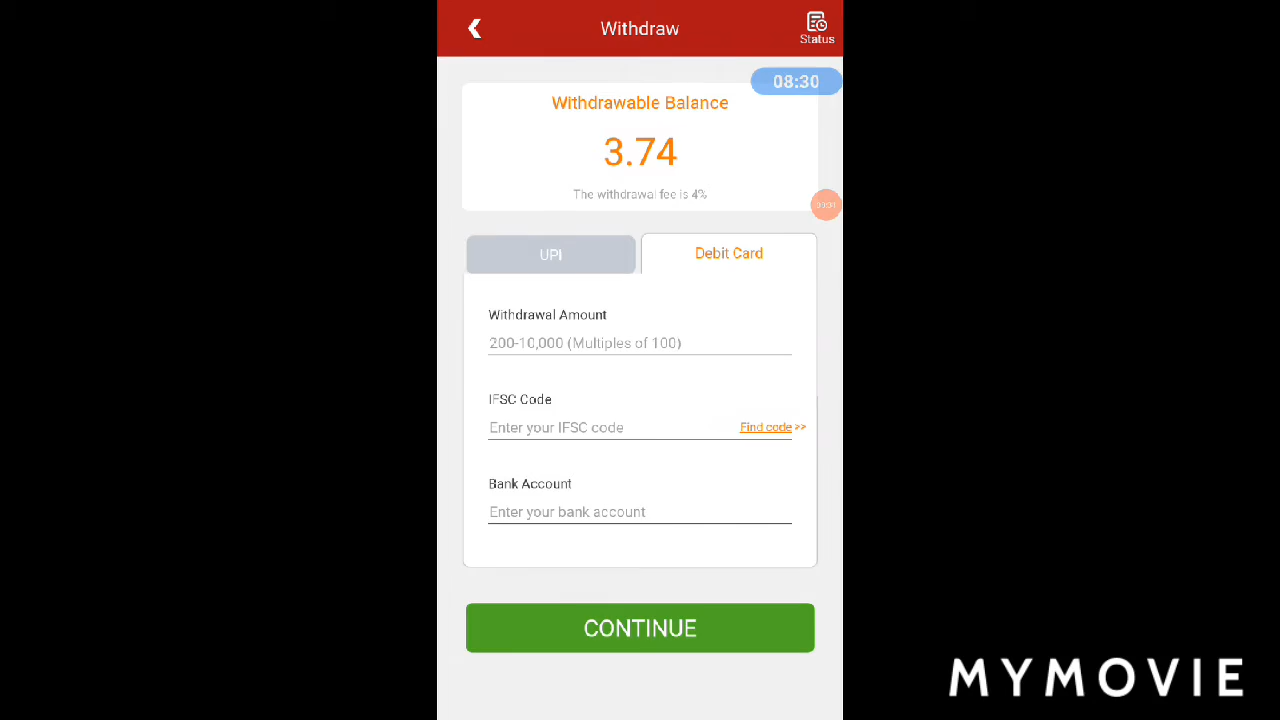 Withdraw
Status
08:30
Withdrawable Balance
3.74
The withdrawal fee is 4%
UPI
Debit Card
Withdrawal Amount
200-10,000 (Multiples of 100)
IFSC Code
Enter your IFSC code
Find code >>
Bank Account
Enter your bank account
CONTINUE
MYMOVIE